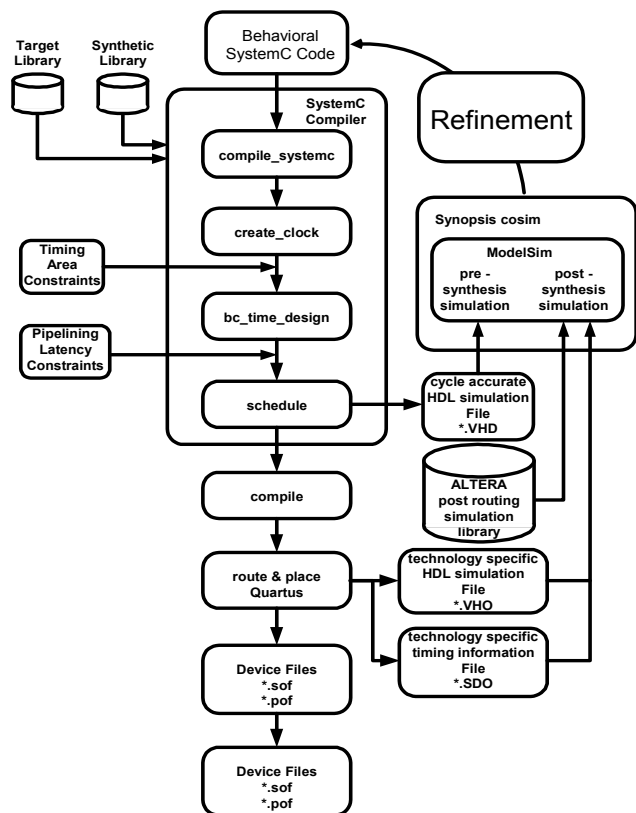 Behavioral
SystemC Code
Target
Library
Synthetic
Library
SystemC
Compiler
Refinement
compile_systemc
create_clock
Timing
Area
Constraints
bc_time_design
Pipelining
Latency
Constraints
schedule
Synopsis cosim
ModelSim
pre -
synthesis
simulation
post -
synthesis
simulation
cycle accurate
HDL simulation
File
*.VHD
ALTERA
post routing
simulation
library
compile
route & place
Quartus
technology specific
HDL simulation
File
*.VHO
technology specific
timing information
File
*.SDO
Device Files
*.sof
*.pof
Device Files
*.sof
*.pof